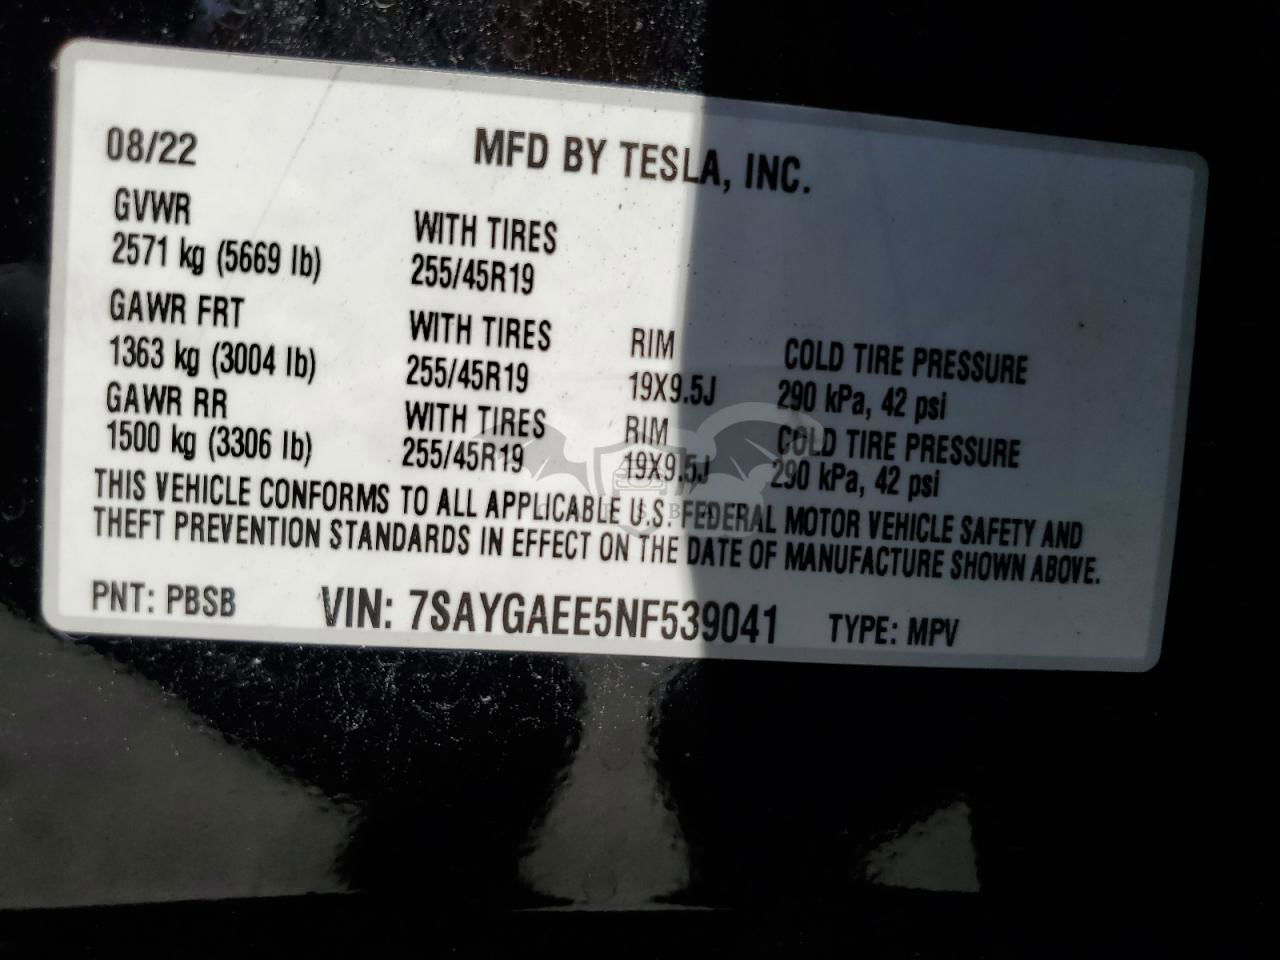 08/22 MFD BY TESLA, INC.
GVWR WITH TIRES
2571 kg (5669 lb) 255/45R19
GAWR FRT WITH TIRES RIM COLD TIRE PRESSURE
1363 kg (3004 lb) 255/45R19 19X9.5J 290 kPa, 42 psi
GAWR RR WITH TIRES RIM COLD TIRE PRESSURE
1500 kg (3306 lb) 255/45R19 19X9.5J 290 kPa, 42 psi
THIS VEHICLE CONFORMS TO ALL APPLICABLE U.S. FEDERAL MOTOR VEHICLE SAFETY AND
THEFT PREVENTION STANDARDS IN EFFECT ON THE DATE OF MANUFACTURE SHOWN ABOVE.
PNT: PBSB VIN: 7SAYGAEE5NF539041 TYPE: MPV